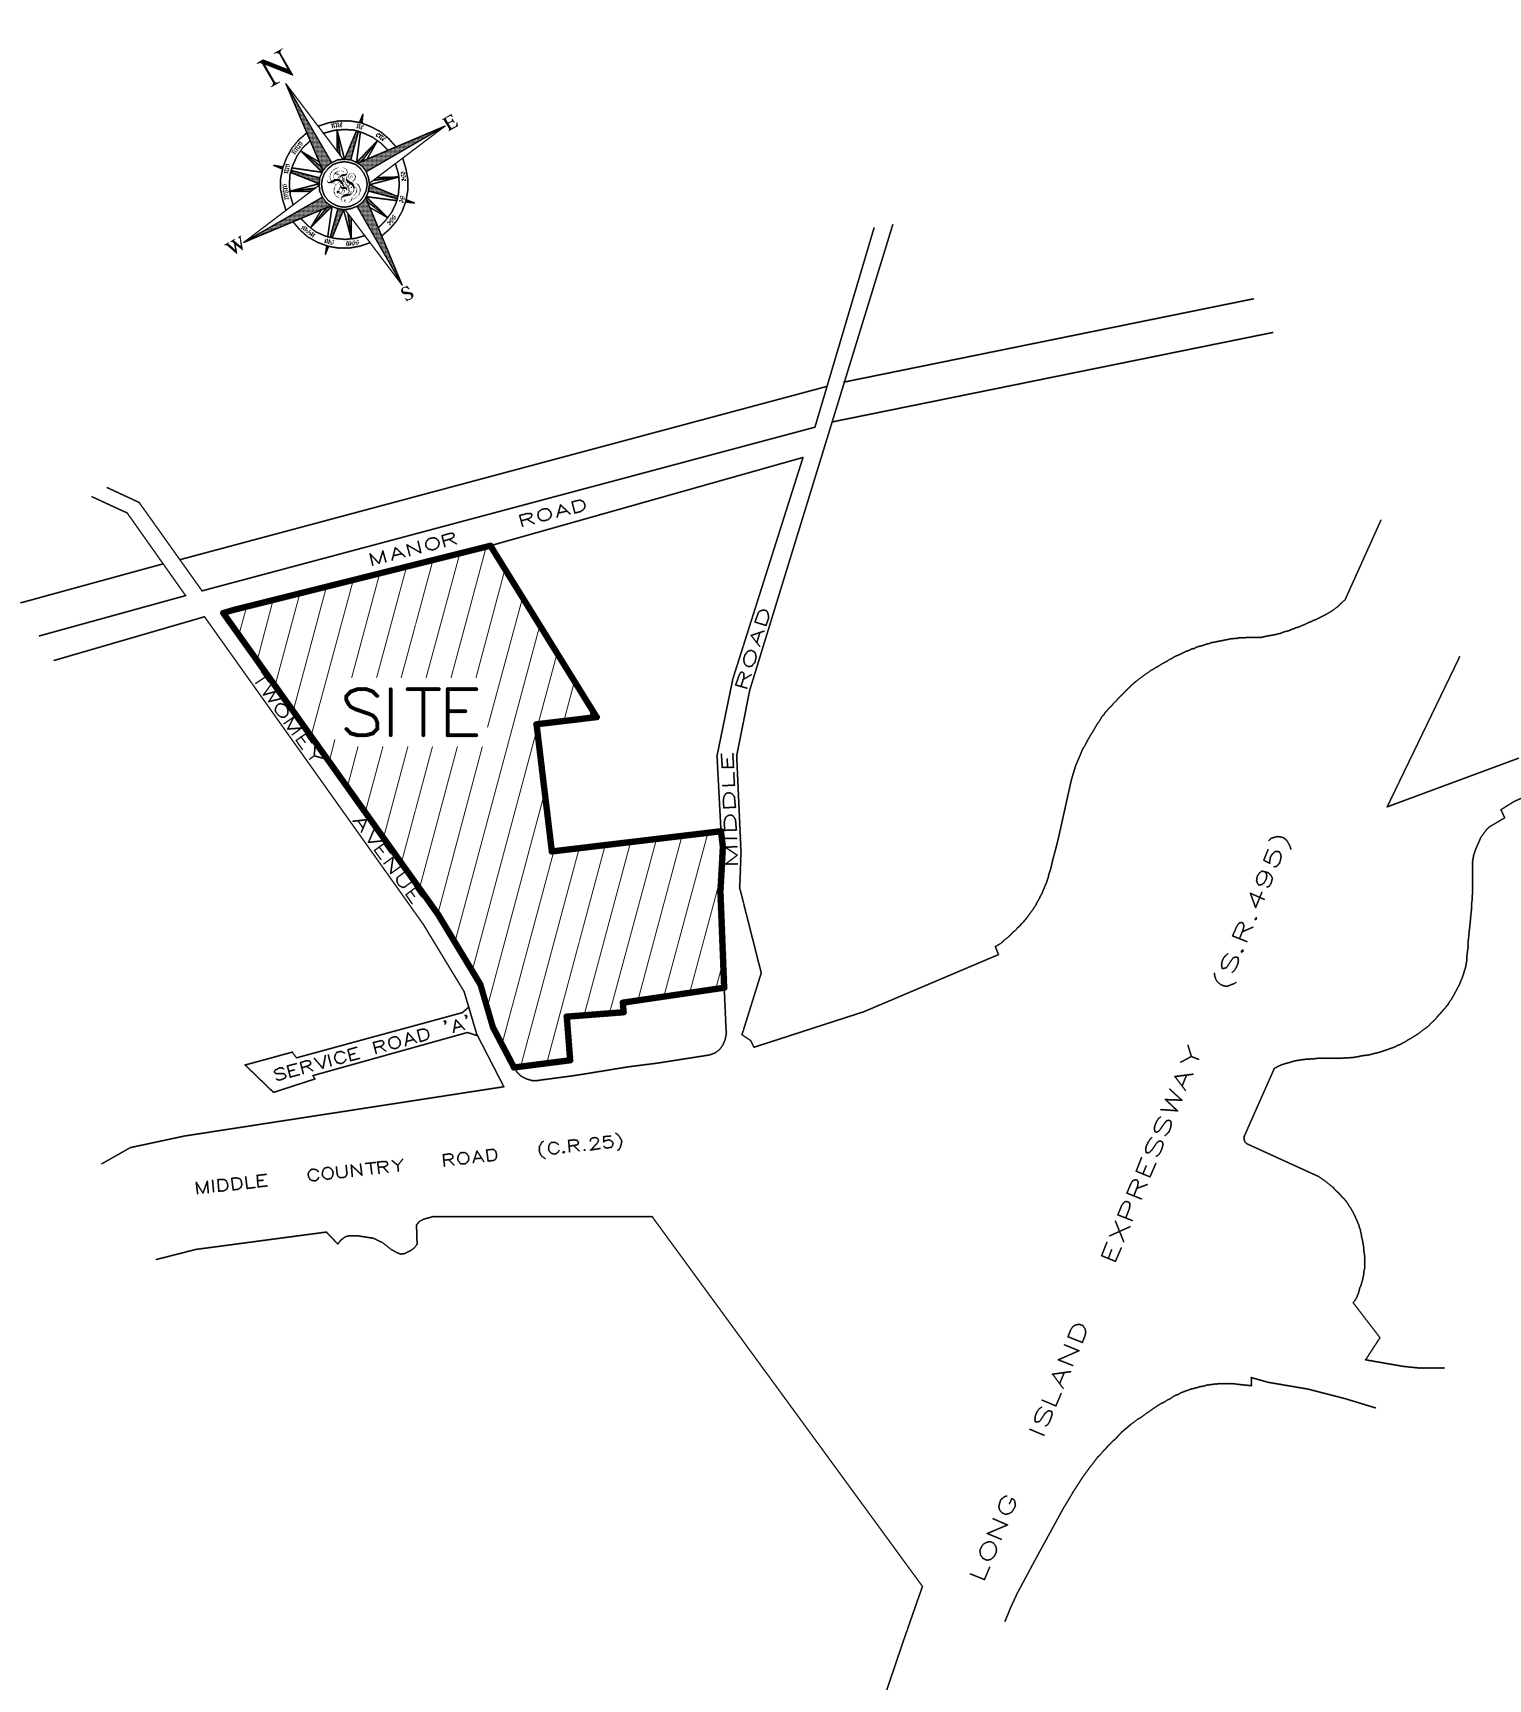 N
E
W
S
MANOR ROAD
SITE
TWOMEY AVENUE
MIDDLE ROAD
(S.R.495)
SERVICE ROAD 'A'
MIDDLE COUNTRY ROAD (C.R.25)
LONG ISLAND EXPRESSWAY